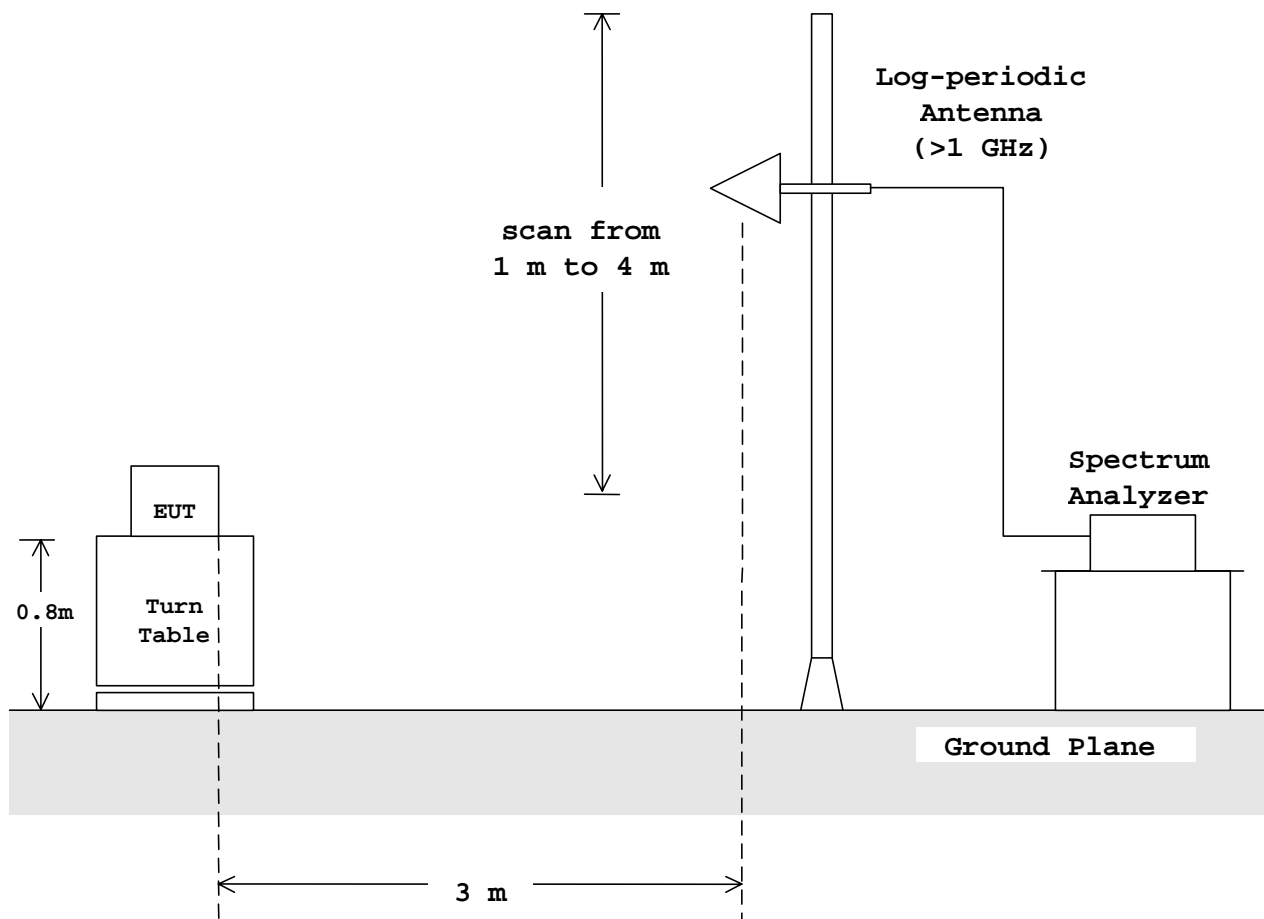 Log-periodic
Antenna
(>1 GHz)
scan from
1 m to 4 m
Spectrum
Analyzer
EUT
0.8m
Turn
Table
Ground Plane
3 m